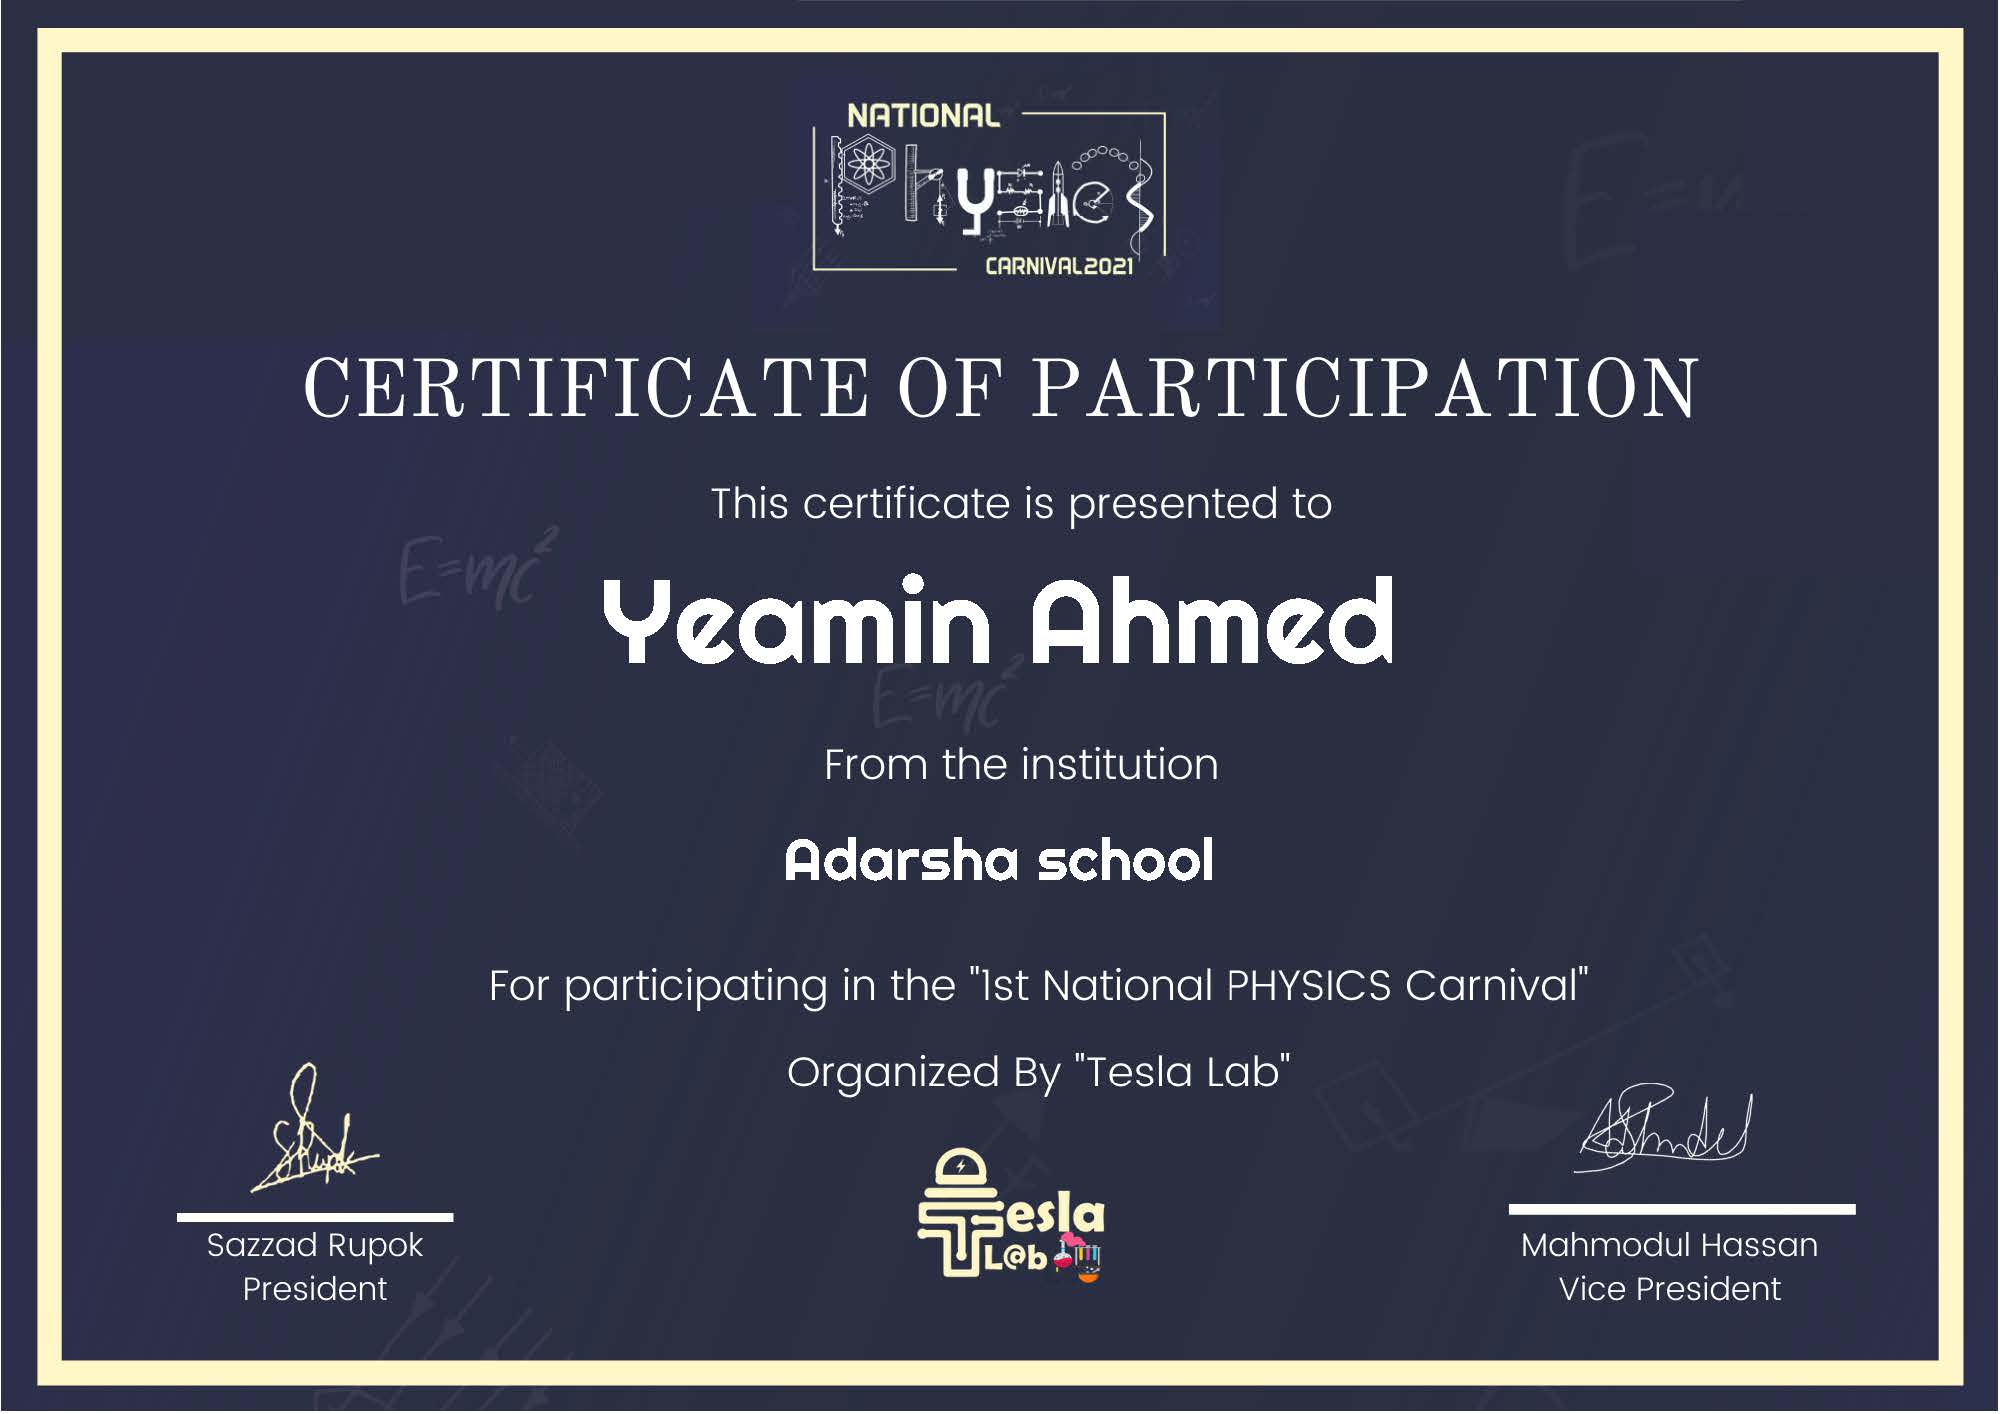 NATIONAL
Physics
CARNIVAL2021
CERTIFICATE OF PARTICIPATION
This certificate is presented to
E=mc²
Yeamin Ahmed
E=mc²
From the institution
Adarsha school
For participating in the "1st National PHYSICS Carnival"
Organized By "Tesla Lab"
Tesla
L@b
Sazzad Rupok
President
Mahmodul Hassan
Vice President